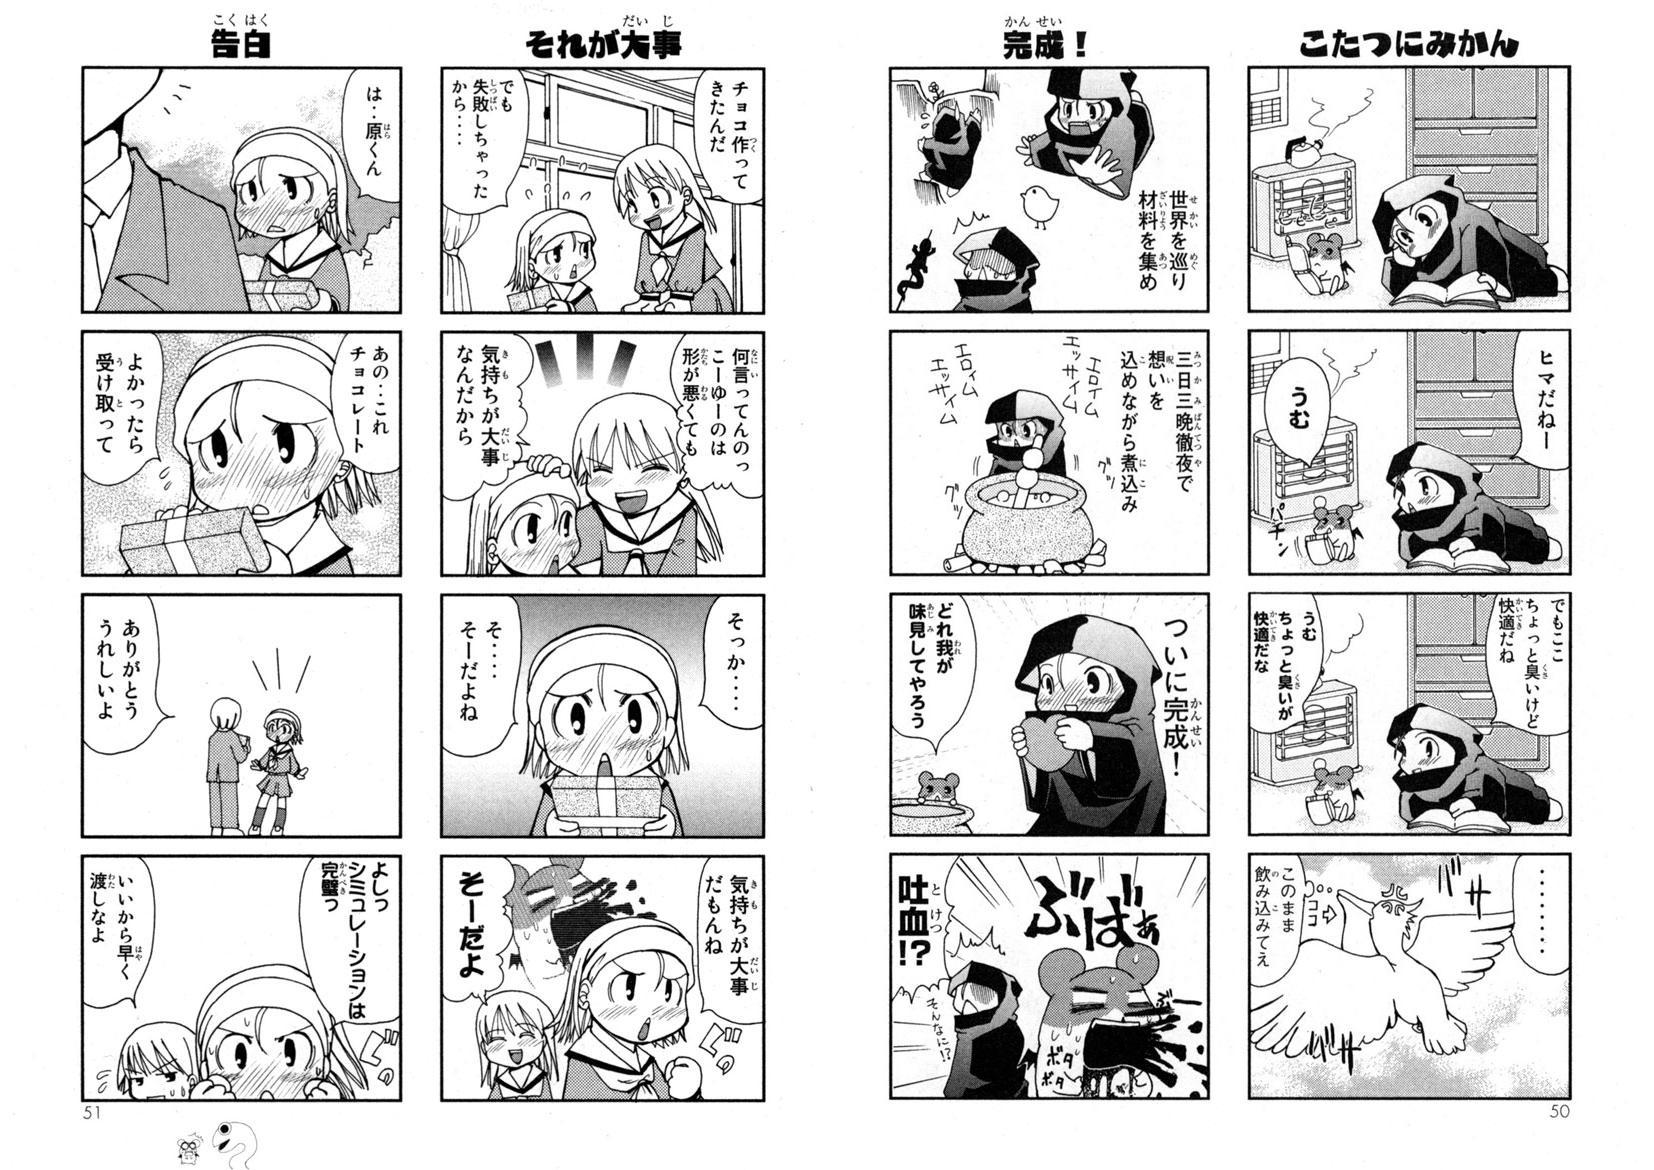 こたつにみかん
ヒマだねー
うむ
パチン
でもここ
ちょっと臭いけど
快適だね
うむ
ちょっと臭いが
快適だな
‥‥‥‥
バサ
このまま
飲み込みてえ
完成！
世界を巡り
材料を集め
三日三晩徹夜で
想いを
込めながら煮込み
エロイム
エッサイム
エロイム
エッサイム
グッ
グッ
ついに完成！
どれ我が
味見してやろう
ぶばぁ
吐血！？
そんなに！？
ボタ
ボタ
50
それが大事
チョコ作って
きたんだ
でも
失敗しちゃった
から‥‥
何言ってんのっ
こーゆーのは
形が悪くても
気持ちが大事
なんだから
そっか‥‥
そ‥‥
そーだよね
気持ちが大事
だもんね
そーだよ
ぐっ
告白
は‥原くん
あの‥これ
チョコレート
よかったら
受け取って
ありがとう
うれしいよ
よしっ
シミュレーションは
完璧っ
いいから早く
渡しなよ
ぐっ
51